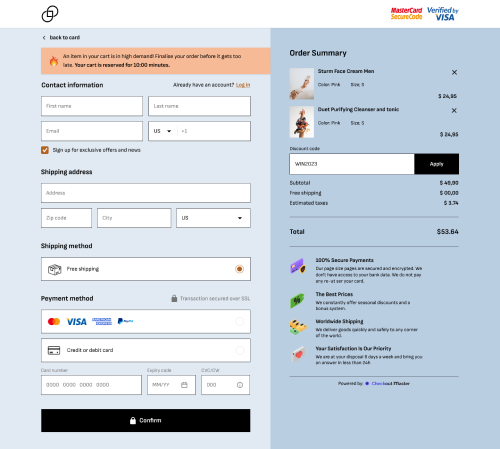 MasterCard
SecureCode
Verified by
VISA
back to card
An item in your cart is in high demand! Finalise your order before it gets too
late. Your cart is reserved for 10:00 minutes.
Contact information
Already have an account? Log in
First name
Last name
Email
US
+1
Sign up for exclusive offers and news
Shipping address
Address
Zip code
City
US
Shipping method
Free shipping
Payment method
Transaction secured over SSL
VISA
AMERICAN EXPRESS
PayPal
Credit or debit card
Card number
Expiry code
CVC/CVV
0000 0000 0000 0000
MM/YY
000
Confirm
Order Summary
Sturm Face Cream Men
Color: Pink
Size: S
$ 24,95
Duet Purifying Cleanser and tonic
Color: Pink
Size: S
$ 24,95
Discount code
WIN2023
Apply
Subtotal
$ 49,90
Free shipping
$ 00,00
Estimated taxes
$ 3.74
Total
$53.64
100% Secure Payments
Our page size pages are secured and encrypted. We
don't have access to your bank data. We do not pay
any re-at ser your card.
The Best Prices
We constantly offer seasonal discounts and a
bonus system.
Worldwide Shipping
We deliver goods quickly and safely to any corner
of the world.
Your Satisfaction Is Our Priority
We are at your disposal 8 days a week and bring you
an answer in less than 24h
Powered by
Checkout Master